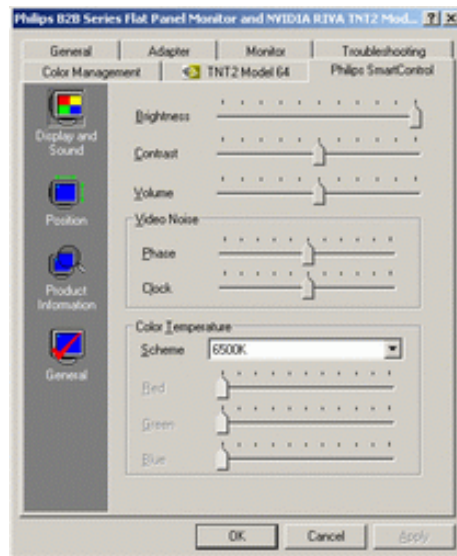 Philips B2B Series Flat Panel Monitor and NVIDIA RIVA TNT2 Mod...
General Adapter Monitor Troubleshooting
Color Management TNT2 Model 64 Philips SmartControl
Display and
Sound
Position
Product
Information
General
Brightness
Contrast
Volume
Video Noise
Phase
Clock
Color Temperature
Scheme 6500K
Red
Green
Blue
OK Cancel Apply